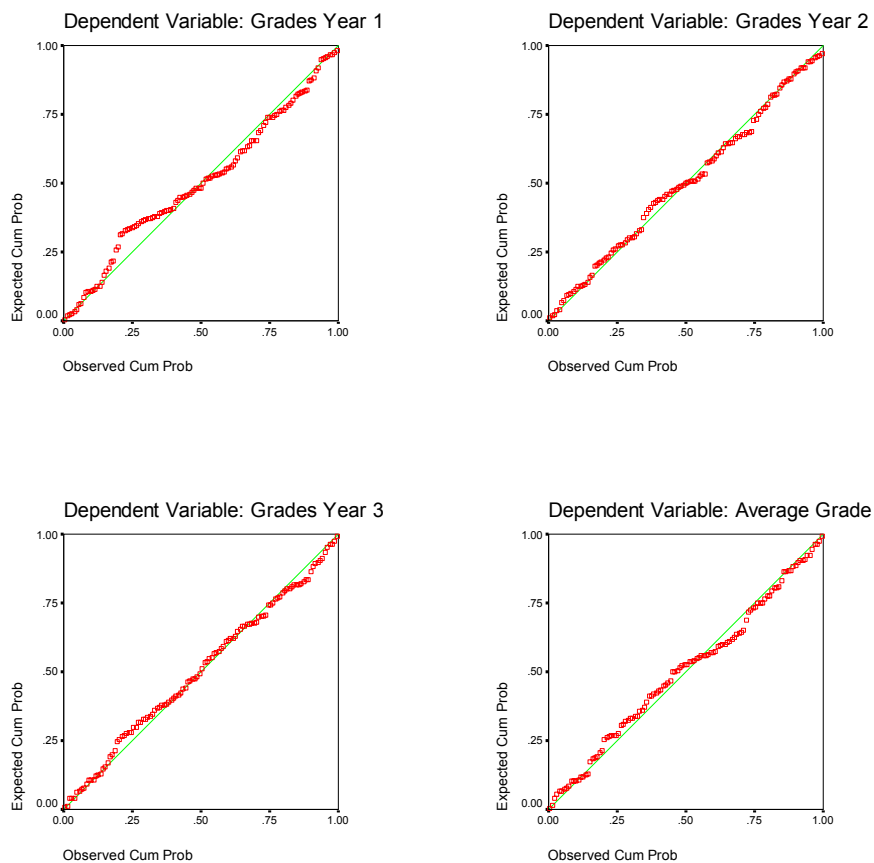 Dependent Variable: Grades Year 1
1.00
.75
.50
.25
0.00
Expected Cum Prob
0.00 .25 .50 .75 1.00
Observed Cum Prob
Dependent Variable: Grades Year 2
1.00
.75
.50
.25
0.00
Expected Cum Prob
0.00 .25 .50 .75 1.00
Observed Cum Prob
Dependent Variable: Grades Year 3
1.00
.75
.50
.25
0.00
Expected Cum Prob
0.00 .25 .50 .75 1.00
Observed Cum Prob
Dependent Variable: Average Grade
1.00
.75
.50
.25
0.00
Expected Cum Prob
0.00 .25 .50 .75 1.00
Observed Cum Prob